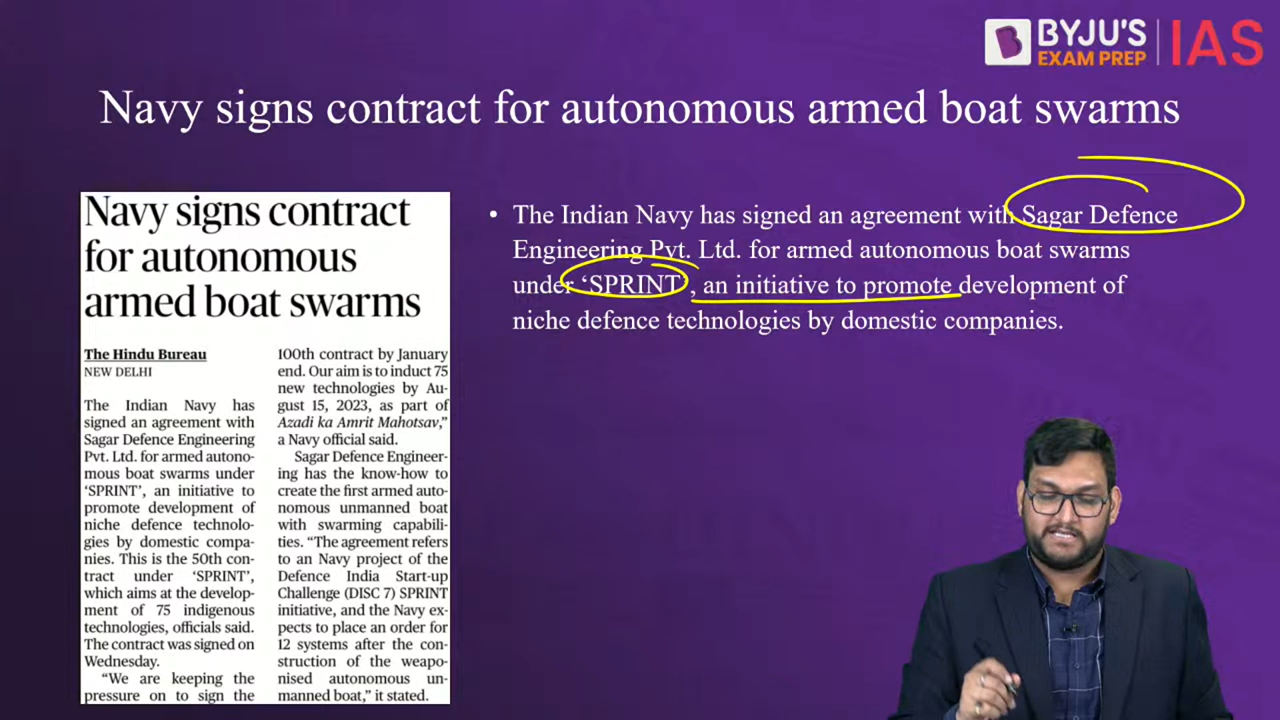 BYJU'S
EXAM PREP
IAS
Navy signs contract for autonomous armed boat swarms
Navy signs contract
for autonomous
armed boat swarms
The Hindu Bureau
NEW DELHI
The Indian Navy has
signed an agreement with
Sagar Defence Engineering
Pvt. Ltd. for armed autono-
mous boat swarms under
‘SPRINT’, an initiative to
promote development of
niche defence technolo-
gies by domestic compa-
nies. This is the 50th con-
tract under ‘SPRINT’,
which aims at the develop-
ment of 75 indigenous
technologies, officials said.
The contract was signed on
Wednesday.
“We are keeping the
pressure on to sign the
100th contract by January
end. Our aim is to induct 75
new technologies by Au-
gust 15, 2023, as part of
Azadi ka Amrit Mahotsav,”
a Navy official said.
Sagar Defence Engineer-
ing has the know-how to
create the first armed auto-
nomous unmanned boat
with swarming capabili-
ties. “The agreement refers
to an Navy project of the
Defence India Start-up
Challenge (DISC 7) SPRINT
initiative, and the Navy ex-
pects to place an order for
12 systems after the con-
struction of the weapo-
nised autonomous un-
manned boat,” it stated.
• The Indian Navy has signed an agreement with Sagar Defence
Engineering Pvt. Ltd. for armed autonomous boat swarms
under ‘SPRINT’, an initiative to promote development of
niche defence technologies by domestic companies.